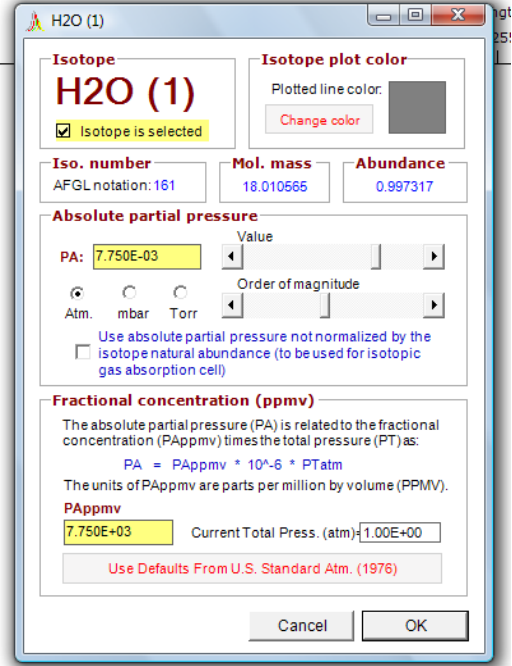 H2O (1)
ngt
255
Isotope
H2O (1)
Isotope is selected
Isotope plot color
Plotted line color:
Change color
Iso. number
AFGL notation: 161
Mol. mass
18.010565
Abundance
0.997317
Absolute partial pressure
Value
PA: 7.750E-03
Order of magnitude
Atm. mbar Torr
Use absolute partial pressure not normalized by the
isotope natural abundance (to be used for isotopic
gas absorption cell)
Fractional concentration (ppmv)
The absolute partial pressure (PA) is related to the fractional
concentration (PAppmv) times the total pressure (PT) as:
PA = PAppmv * 10^-6 * PTatm
The units of PAppmv are parts per million by volume (PPMV).
PAppmv
7.750E+03 Current Total Press. (atm)= 1.00E+00
Use Defaults From U.S. Standard Atm. (1976)
Cancel OK